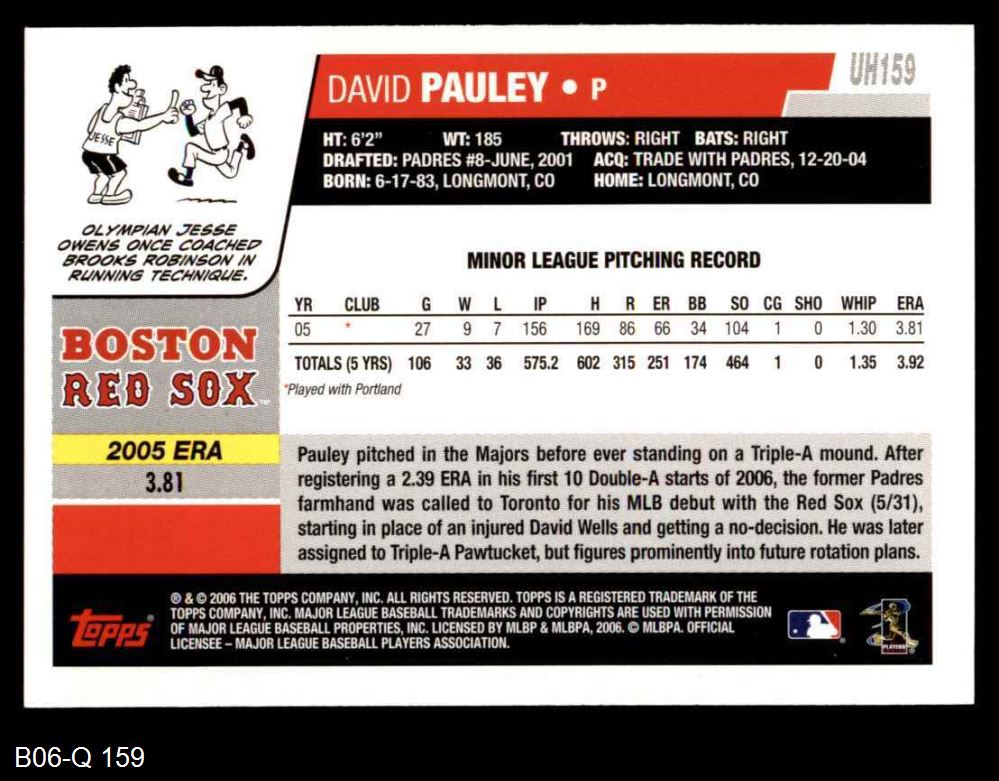 UH159
DAVID PAULEY • P
HT: 6'2" WT: 185 THROWS: RIGHT BATS: RIGHT
DRAFTED: PADRES #8-JUNE, 2001 ACQ: TRADE WITH PADRES, 12-20-04
BORN: 6-17-83, LONGMONT, CO HOME: LONGMONT, CO
JESSE
OLYMPIAN JESSE
OWENS ONCE COACHED
BROOKS ROBINSON IN
RUNNING TECHNIQUE.
MINOR LEAGUE PITCHING RECORD
YR CLUB G W L IP H R ER BB SO CG SHO WHIP ERA
05 * 27 9 7 156 169 86 66 34 104 1 0 1.30 3.81
TOTALS (5 YRS) 106 33 36 575.2 602 315 251 174 464 1 0 1.35 3.92
*Played with Portland
BOSTON
RED SOX™
2005 ERA
3.81
Pauley pitched in the Majors before ever standing on a Triple-A mound. After
registering a 2.39 ERA in his first 10 Double-A starts of 2006, the former Padres
farmhand was called to Toronto for his MLB debut with the Red Sox (5/31),
starting in place of an injured David Wells and getting a no-decision. He was later
assigned to Triple-A Pawtucket, but figures prominently into future rotation plans.
Topps®
® & © 2006 THE TOPPS COMPANY, INC. ALL RIGHTS RESERVED. TOPPS IS A REGISTERED TRADEMARK OF THE
TOPPS COMPANY, INC. MAJOR LEAGUE BASEBALL TRADEMARKS AND COPYRIGHTS ARE USED WITH PERMISSION
OF MAJOR LEAGUE BASEBALL PROPERTIES, INC. LICENSED BY MLBP & MLBPA, 2006. © MLBPA. OFFICIAL
LICENSEE – MAJOR LEAGUE BASEBALL PLAYERS ASSOCIATION.
PLAYERS
B06-Q 159